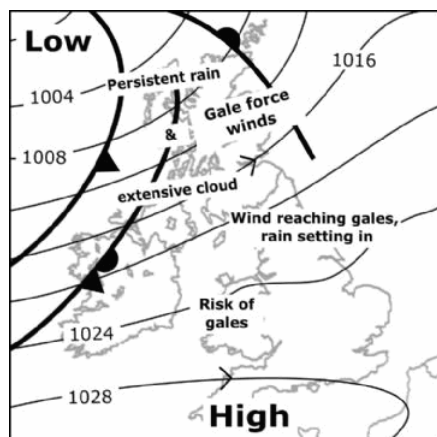 Low
1016
Persistent rain
1004
Gale force
winds
&
1008
extensive cloud
Wind reaching gales,
rain setting in
Risk of
gales
1024
1028
High